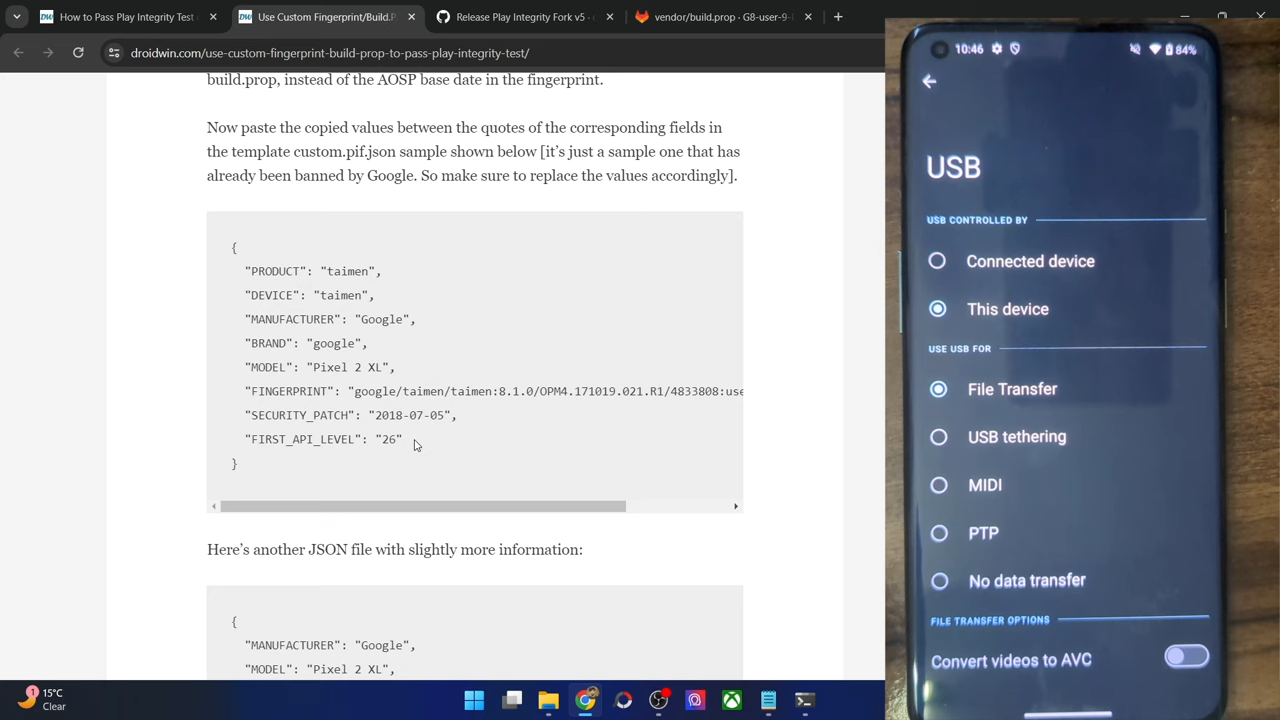 How to Pass Play Integrity Test
Use Custom Fingerprint/Build.P
Release Play Integrity Fork v5 ·
vendor/build.prop · G8-user-9-
droidwin.com/use-custom-fingerprint-build-prop-to-pass-play-integrity-test/
build.prop, instead of the AOSP base date in the fingerprint.
Now paste the copied values between the quotes of the corresponding fields in
the template custom.pif.json sample shown below [it's just a sample one that has
already been banned by Google. So make sure to replace the values accordingly].
{
"PRODUCT": "taimen",
"DEVICE": "taimen",
"MANUFACTURER": "Google",
"BRAND": "google",
"MODEL": "Pixel 2 XL",
"FINGERPRINT": "google/taimen/taimen:8.1.0/OPM4.171019.021.R1/4833808:use
"SECURITY_PATCH": "2018-07-05",
"FIRST_API_LEVEL": "26"
}
Here's another JSON file with slightly more information:
{
"MANUFACTURER": "Google",
"MODEL": "Pixel 2 XL",
1
15°C
Clear
10:46
84%
USB
USB CONTROLLED BY
Connected device
This device
USE USB FOR
File Transfer
USB tethering
MIDI
PTP
No data transfer
FILE TRANSFER OPTIONS
Convert videos to AVC